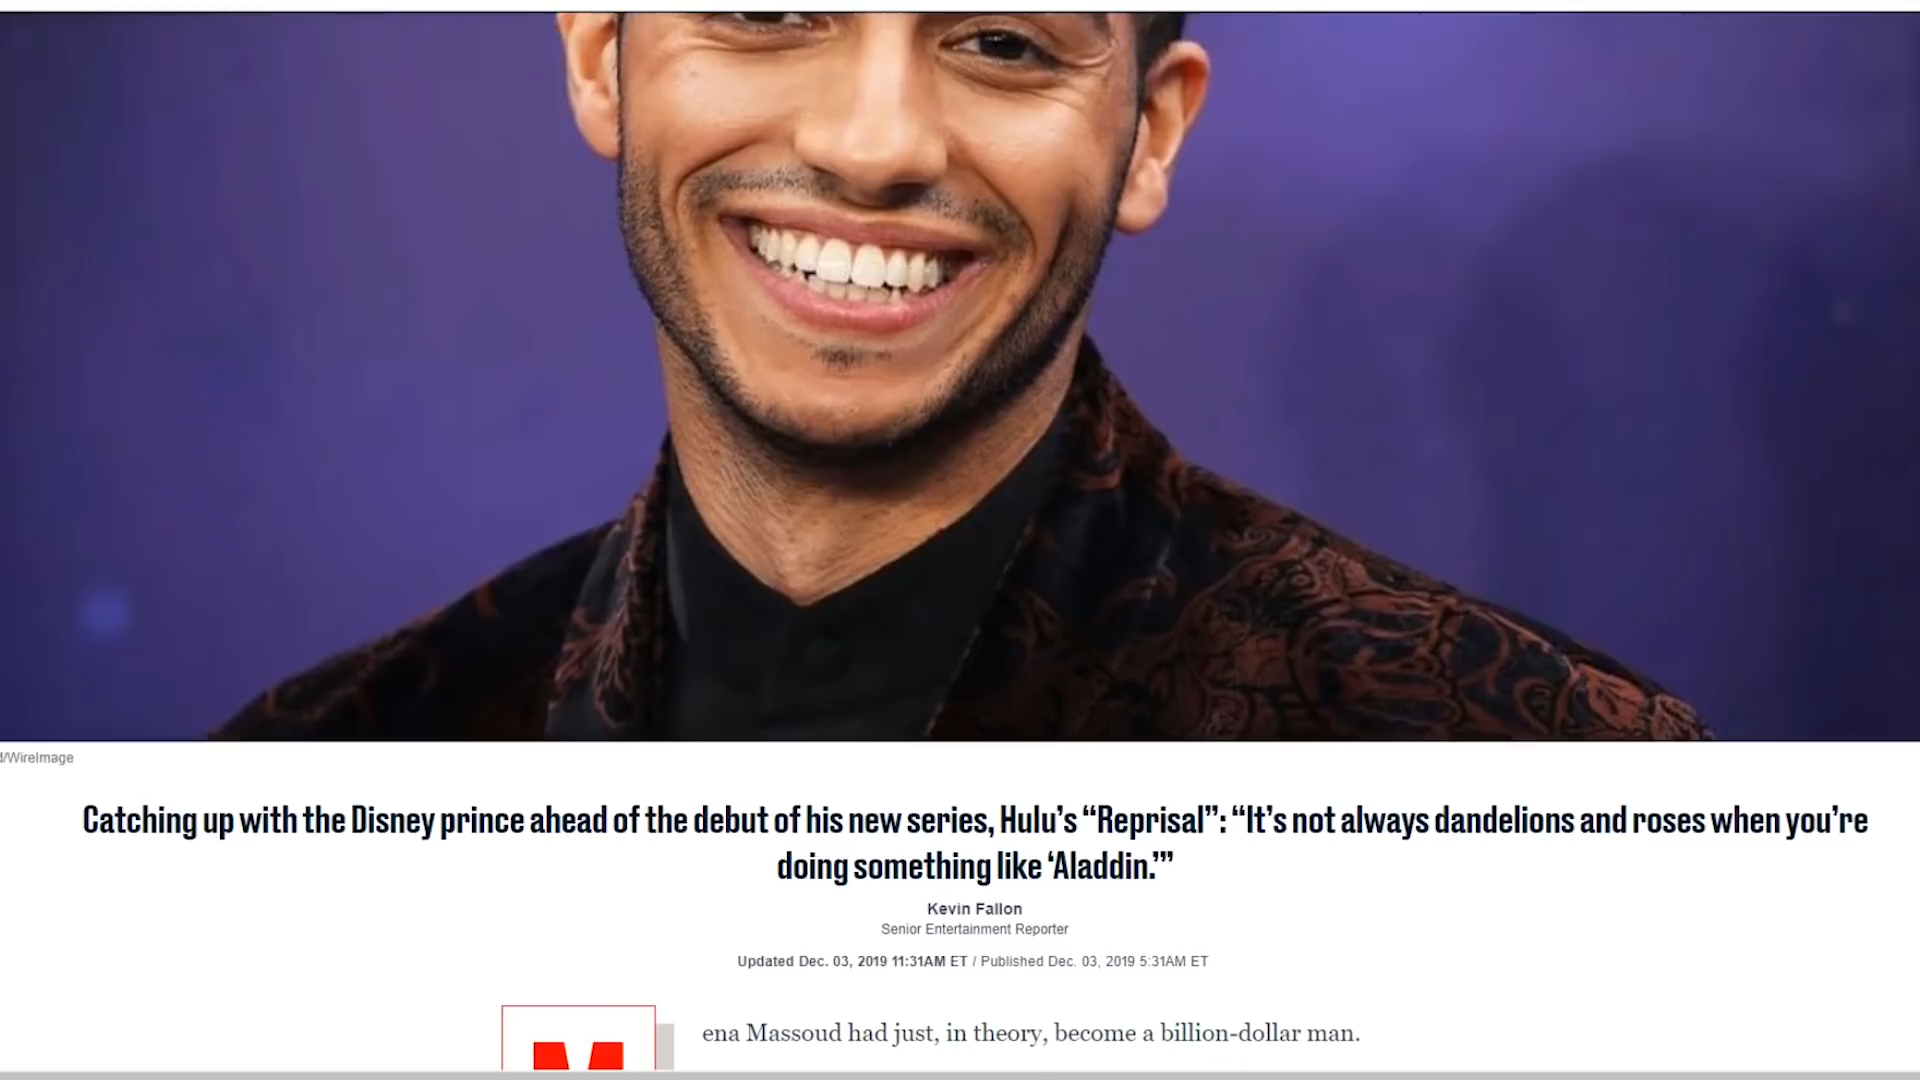 d/WireImage
Catching up with the Disney prince ahead of the debut of his new series, Hulu’s “Reprisal”: “It’s not always dandelions and roses when you’re
doing something like ‘Aladdin.’”
Kevin Fallon
Senior Entertainment Reporter
Updated Dec. 03, 2019 11:31AM ET / Published Dec. 03, 2019 5:31AM ET
M
ena Massoud had just, in theory, become a billion-dollar man.